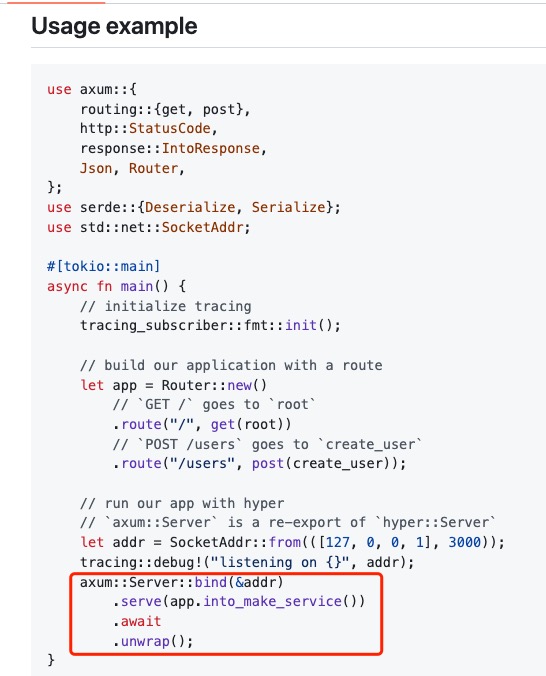 Usage example
use axum::{
    routing::{get, post},
    http::StatusCode,
    response::IntoResponse,
    Json, Router,
};
use serde::{Deserialize, Serialize};
use std::net::SocketAddr;

#[tokio::main]
async fn main() {
    // initialize tracing
    tracing_subscriber::fmt::init();

    // build our application with a route
    let app = Router::new()
        // `GET /` goes to `root`
        .route("/", get(root))
        // `POST /users` goes to `create_user`
        .route("/users", post(create_user));

    // run our app with hyper
    // `axum::Server` is a re-export of `hyper::Server`
    let addr = SocketAddr::from(([127, 0, 0, 1], 3000));
    tracing::debug!("listening on {}", addr);
    axum::Server::bind(&addr)
        .serve(app.into_make_service())
        .await
        .unwrap();
}